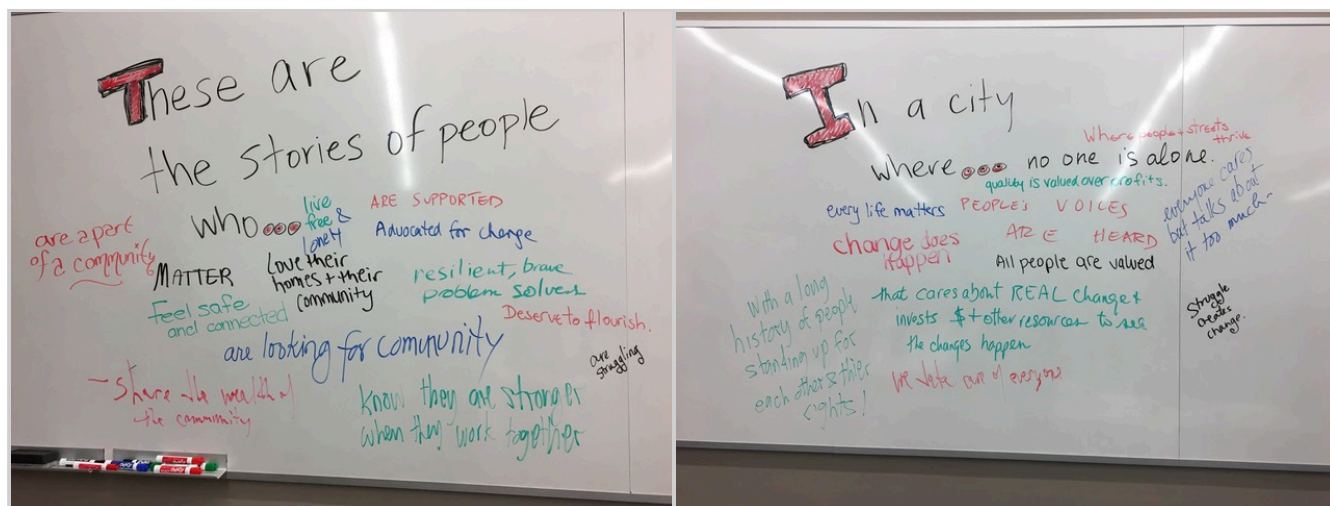 These are
the stories of people
who...
live
free &
lonely
ARE SUPPORTED
Advocated for change
are a part
of a community
MATTER
love their
homes + their
community
resilient, brave
problem solvers
feel safe
and connected
Deserve to flourish.
are looking for community
are
struggling
- Share the wealth of
the community
know they are stronger
when they work together
In a city
where... no one is alone.
Where people + streets
thrive
quality is valued over profits.
every life matters
PEOPLE'S VOICES
ARE HEARD
everyone cares
but talks about
it too much
change does
happen
All people are valued
With a long
history of people
standing up for
each other & thier
rights!
that cares about REAL change +
invests $ + other resources to see
the changes happen
Struggle
creates
change.
We take care of everyone